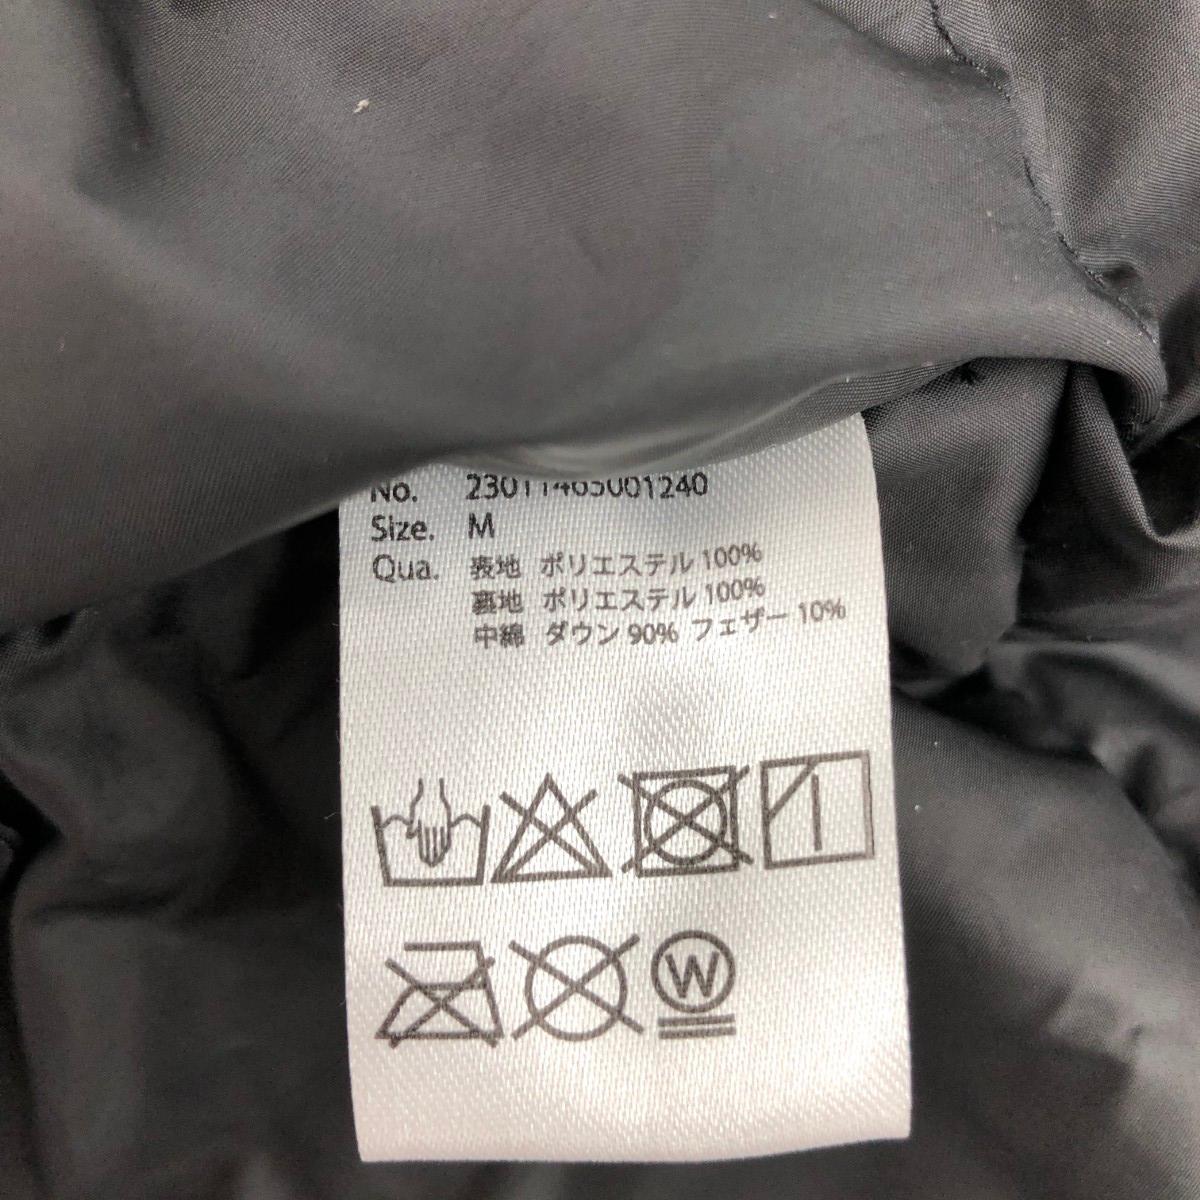 No. 23011465001240
Size. M
Qua. 表地 ポリエステル 100%
裏地 ポリエステル 100%
中綿 ダウン 90% フェザー 10%
W